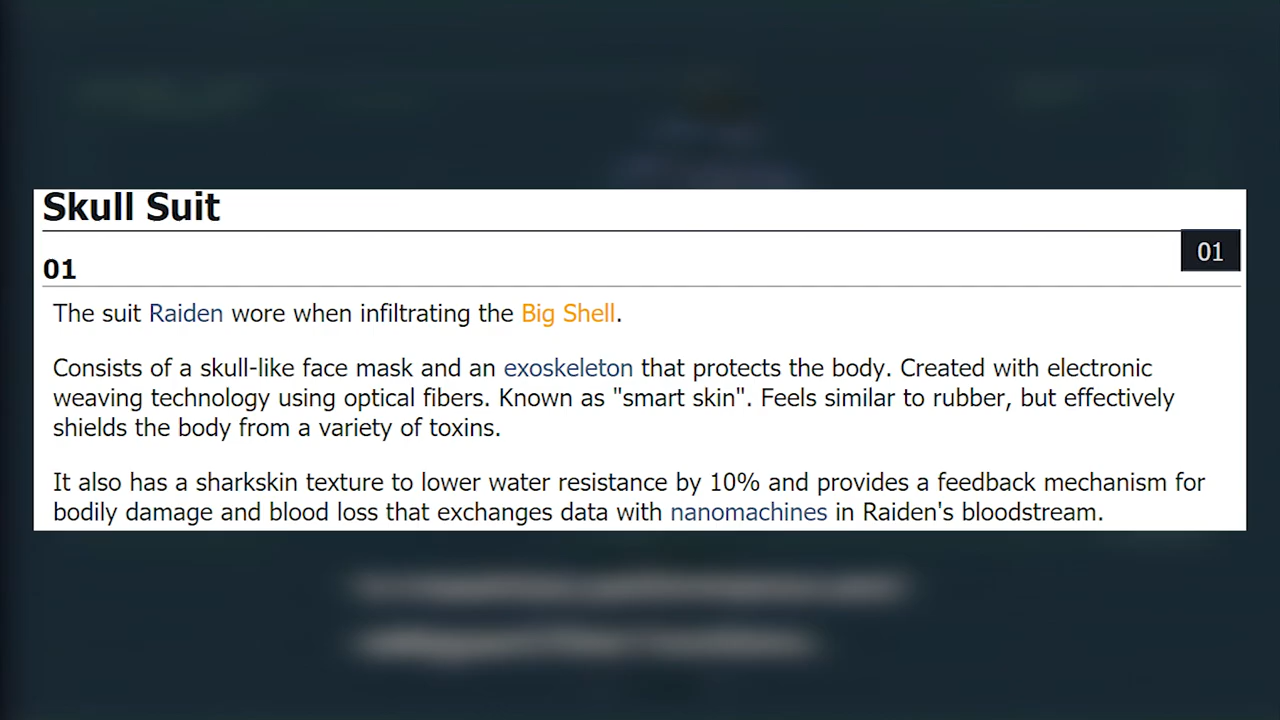 Skull Suit
01
01
The suit Raiden wore when infiltrating the Big Shell.
Consists of a skull-like face mask and an exoskeleton that protects the body. Created with electronic
weaving technology using optical fibers. Known as "smart skin". Feels similar to rubber, but effectively
shields the body from a variety of toxins.
It also has a sharkskin texture to lower water resistance by 10% and provides a feedback mechanism for
bodily damage and blood loss that exchanges data with nanomachines in Raiden's bloodstream.